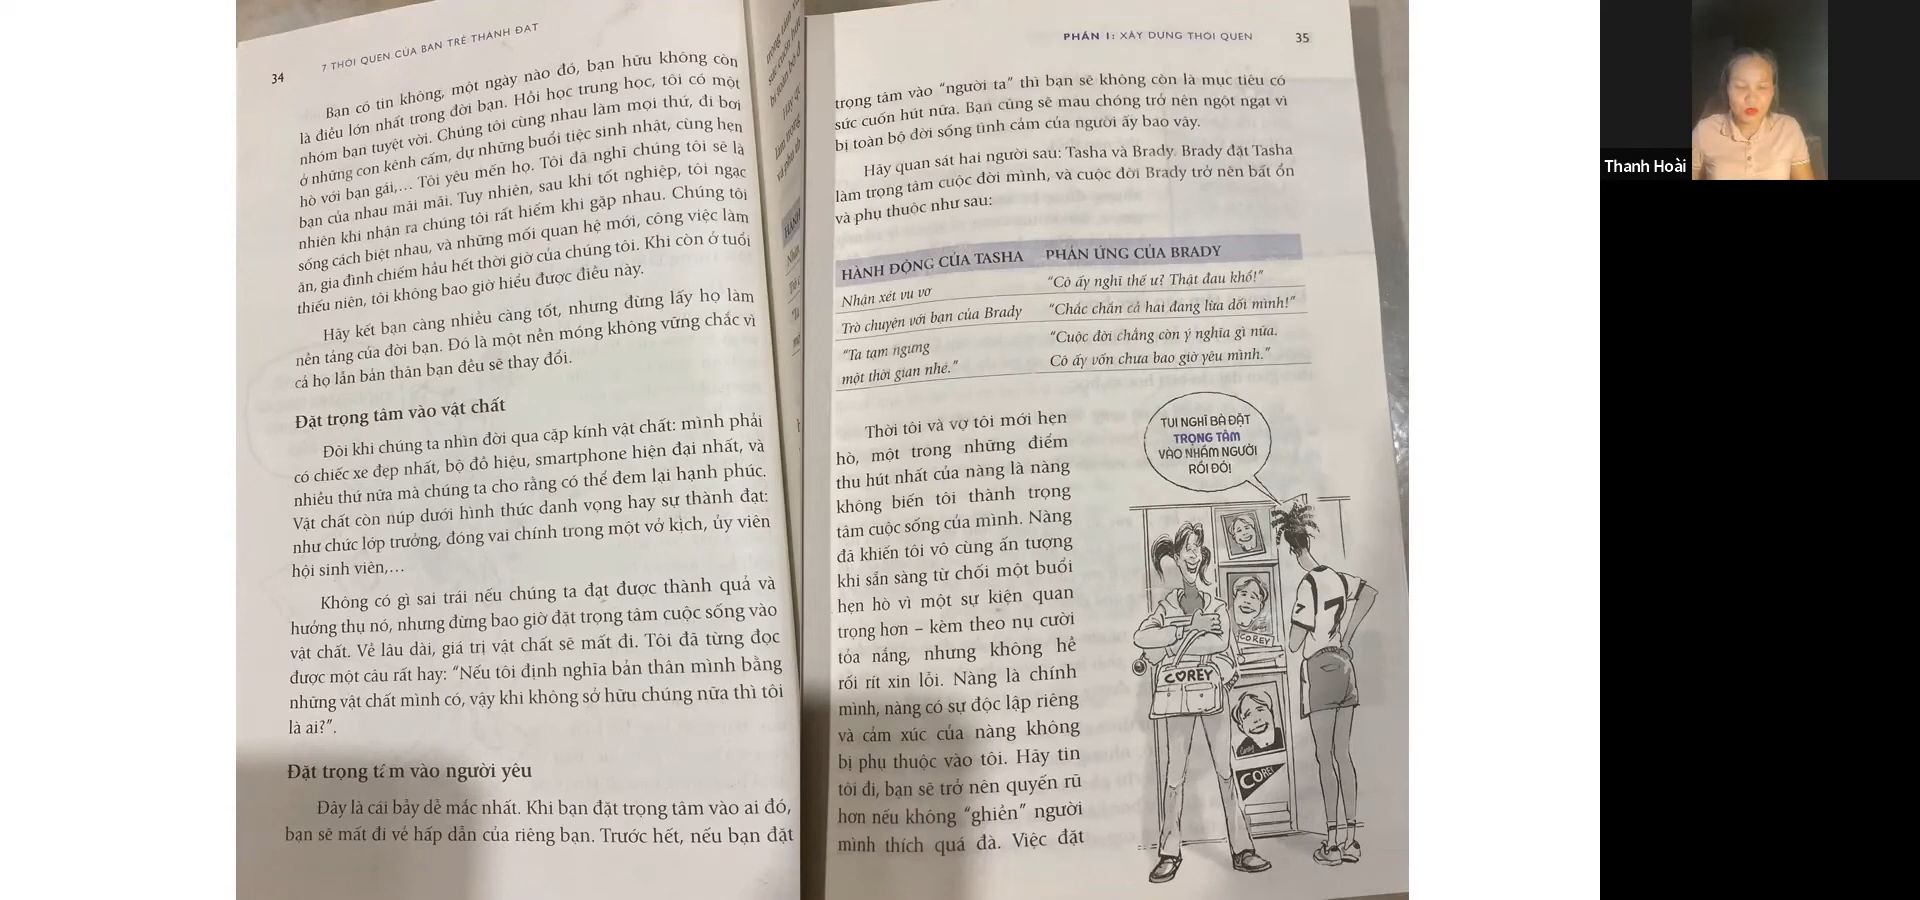 34
7 THÓI QUEN CỦA BẠN TRẺ THÀNH ĐẠT
Bạn có tin không, một ngày nào đó, bạn hữu không còn
là điều lớn nhất trong đời bạn. Hồi học trung học, tôi có một
nhóm bạn tuyệt vời. Chúng tôi cùng nhau làm mọi thứ, đi bơi
ở những con kênh cấm, dự những buổi tiệc sinh nhật, cùng hẹn
hò với bạn gái,... Tôi yêu mến họ. Tôi đã nghĩ chúng tôi sẽ là
bạn của nhau mãi mãi. Tuy nhiên, sau khi tốt nghiệp, tôi ngạc
nhiên khi nhận ra chúng tôi rất hiếm khi gặp nhau. Chúng tôi
sống cách biệt nhau, và những mối quan hệ mới, công việc làm
ăn, gia đình chiếm hầu hết thời giờ của chúng tôi. Khi còn ở tuổi
thiếu niên, tôi không bao giờ hiểu được điều này.
Hãy kết bạn càng nhiều càng tốt, nhưng đừng lấy họ làm
nền tảng của đời bạn. Đó là một nền móng không vững chắc vì
cả họ lẫn bản thân bạn đều sẽ thay đổi.
Đặt trọng tâm vào vật chất
Đôi khi chúng ta nhìn đời qua cặp kính vật chất: mình phải
có chiếc xe đẹp nhất, bộ đồ hiệu, smartphone hiện đại nhất, và
nhiều thứ nữa mà chúng ta cho rằng có thể đem lại hạnh phúc.
Vật chất còn núp dưới hình thức danh vọng hay sự thành đạt:
như chức lớp trưởng, đóng vai chính trong một vở kịch, ủy viên
hội sinh viên,...
Không có gì sai trái nếu chúng ta đạt được thành quả và
hưởng thụ nó, nhưng đừng bao giờ đặt trọng tâm cuộc sống vào
vật chất. Về lâu dài, giá trị vật chất sẽ mất đi. Tôi đã từng đọc
được một câu rất hay: “Nếu tôi định nghĩa bản thân mình bằng
những vật chất mình có, vậy khi không sở hữu chúng nữa thì tôi
là ai?”.
Đặt trọng tâm vào người yêu
Đây là cái bẫy dễ mắc nhất. Khi bạn đặt trọng tâm vào ai đó,
bạn sẽ mất đi vẻ hấp dẫn của riêng bạn. Trước hết, nếu bạn đặt
PHẦN I: XÂY DỰNG THÓI QUEN
35
trọng tâm vào “người ta” thì bạn sẽ không còn là mục tiêu có
sức cuốn hút nữa. Bạn cũng sẽ mau chóng trở nên ngột ngạt vì
bị toàn bộ đời sống tình cảm của người ấy bao vây.
Hãy quan sát hai người sau: Tasha và Brady. Brady đặt Tasha
làm trọng tâm cuộc đời mình, và cuộc đời Brady trở nên bất ổn
và phụ thuộc như sau:
HÀNH ĐỘNG CỦA TASHA PHẢN ỨNG CỦA BRADY
Nhận xét vu vơ “Cô ấy nghĩ thế ư? Thật đau khổ!”
Trò chuyện với bạn của Brady “Chắc chắn cả hai đang lừa dối mình!”
“Ta tạm ngưng “Cuộc đời chẳng còn ý nghĩa gì nữa.
một thời gian nhé.” Cô ấy vốn chưa bao giờ yêu mình.”
Thời tôi và vợ tôi mới hẹn
hò, một trong những điểm
thu hút nhất của nàng là nàng
không biến tôi thành trọng
tâm cuộc sống của mình. Nàng
đã khiến tôi vô cùng ấn tượng
khi sẵn sàng từ chối một buổi
hẹn hò vì một sự kiện quan
trọng hơn – kèm theo nụ cười
tỏa nắng, nhưng không hề
rối rít xin lỗi. Nàng là chính
mình, nàng có sự độc lập riêng
và cảm xúc của nàng không
bị phụ thuộc vào tôi. Hãy tin
tôi đi, bạn sẽ trở nên quyến rũ
hơn nếu không “ghiền” người
mình thích quá đà. Việc đặt
TUI NGHĨ BÀ ĐẶT
TRỌNG TÂM
VÀO NHẦM NGƯỜI
RỒI ĐÓ!
COREY
7
7
COREY
COREY
Thanh Hoài